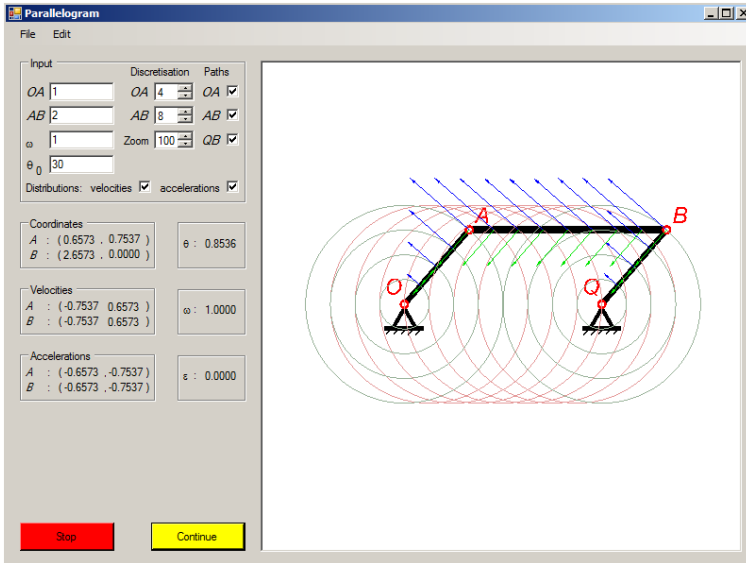 Parallelogram
File Edit
Input
Discretisation Paths
OA 1 OA 4 OA
AB 2 AB 8 AB
ω 1 Zoom 100 QB
θ0 30
Distributions: velocities accelerations
Coordinates
A : ( 0.6573 , 0.7537 )
B : ( 2.6573 , 0.0000 )
θ : 0.8536
Velocities
A : (-0.7537 0.6573 )
B : (-0.7537 0.6573 )
ω : 1.0000
Accelerations
A : (-0.6573 ,-0.7537 )
B : (-0.6573 ,-0.7537 )
ε : 0.0000
Stop Continue
A B
O Q